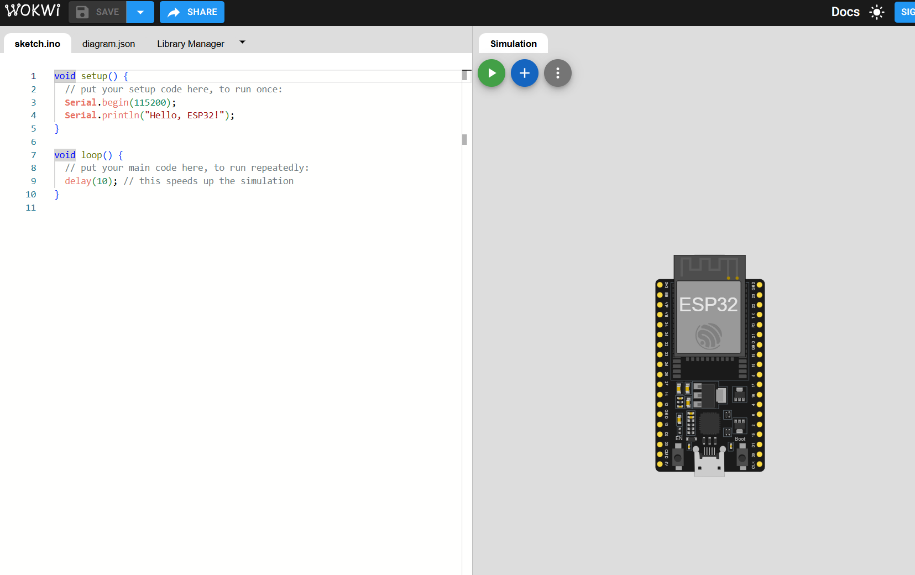 WOKWi
SAVE
SHARE
Docs
SIG
sketch.ino
diagram.json
Library Manager
Simulation
1 void setup() {
2 // put your setup code here, to run once:
3 Serial.begin(115200);
4 Serial.println("Hello, ESP32!");
5 }
6
7 void loop() {
8 // put your main code here, to run repeatedly:
9 delay(10); // this speeds up the simulation
10 }
11
ESP32
EN
Boot